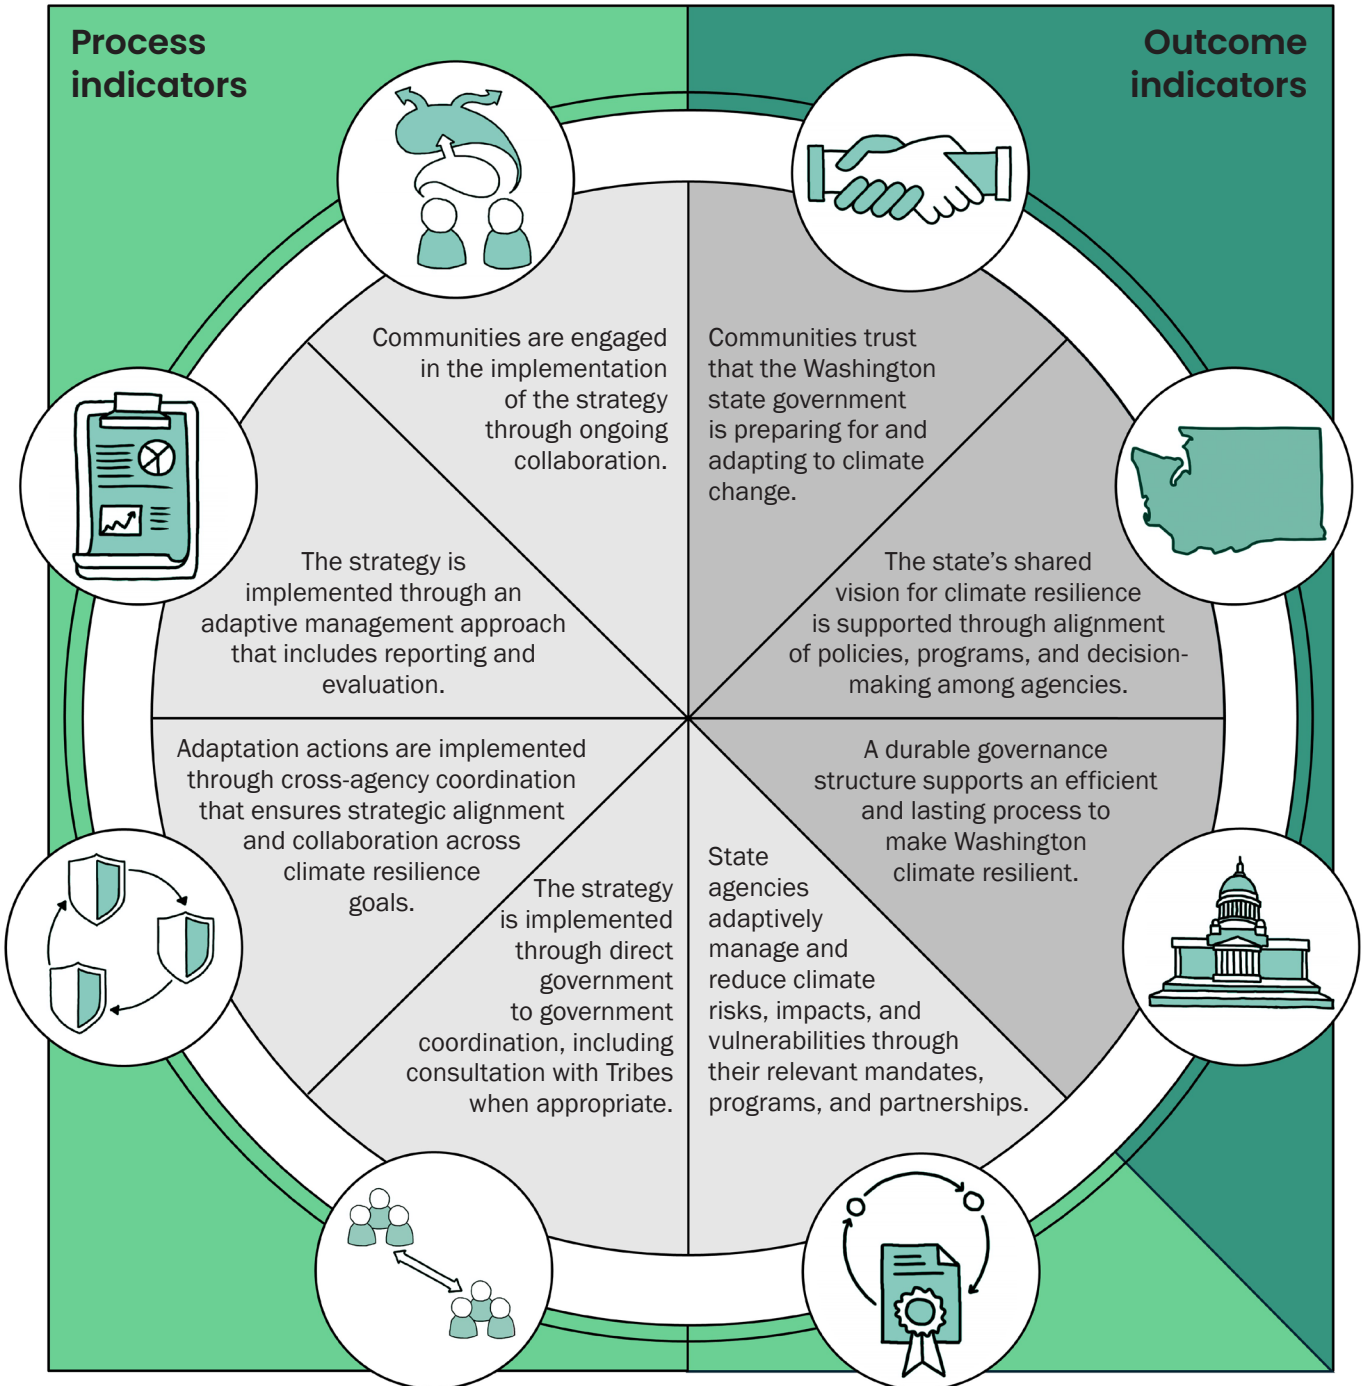 Process
indicators
Outcome
indicators
Communities are engaged
in the implementation
of the strategy
through ongoing
collaboration.
Communities trust
that the Washington
state government
is preparing for and
adapting to climate
change.
The strategy is
implemented through an
adaptive management approach
that includes reporting and
evaluation.
The state’s shared
vision for climate resilience
is supported through alignment
of policies, programs, and decision-
making among agencies.
Adaptation actions are implemented
through cross-agency coordination
that ensures strategic alignment
and collaboration across
climate resilience
goals.
A durable governance
structure supports an efficient
and lasting process to
make Washington
climate resilient.
The strategy
is implemented
through direct
government
to government
coordination, including
consultation with Tribes
when appropriate.
State
agencies
adaptively
manage and
reduce climate
risks, impacts, and
vulnerabilities through
their relevant mandates,
programs, and partnerships.